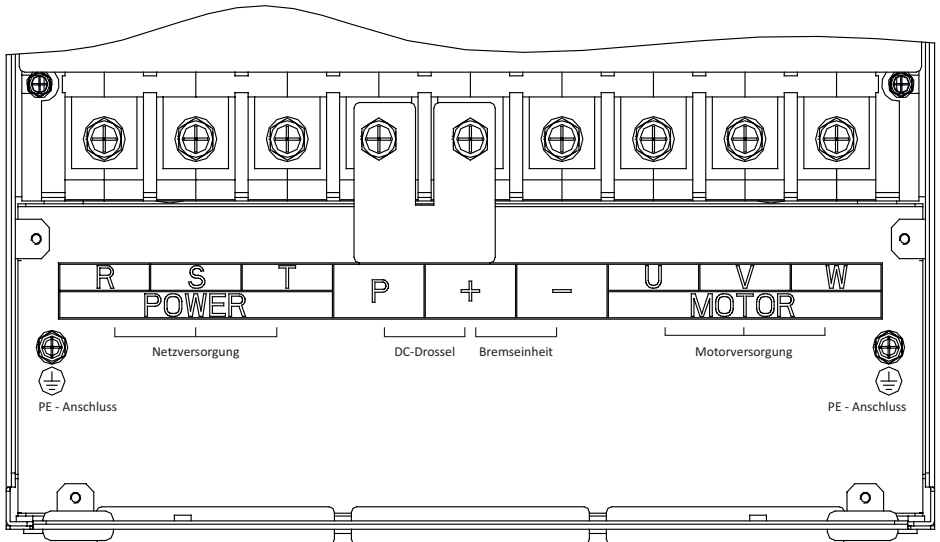 R S T P + − U V W
POWER MOTOR
Netzversorgung DC-Drossel Bremseinheit Motorversorgung
PE - Anschluss PE - Anschluss